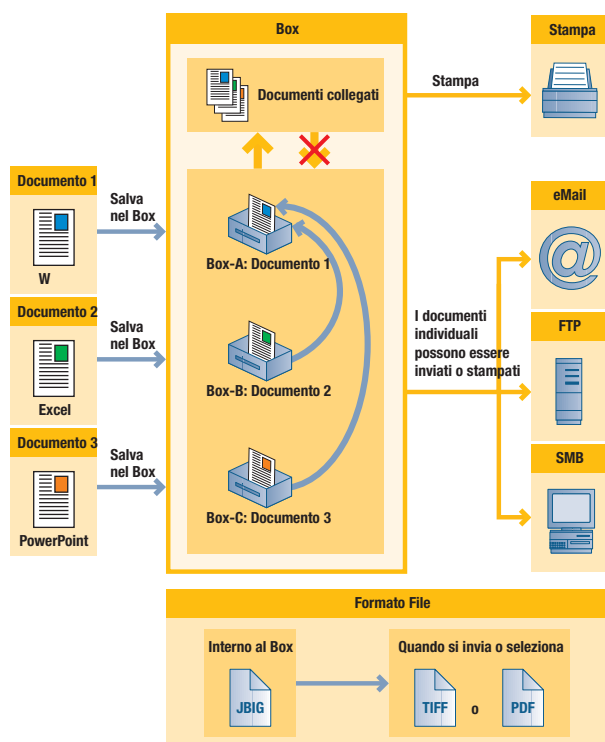 Box
Stampa
Documenti collegati
Stampa
Documento 1
Salva
nel Box
W
Box-A: Documento 1
eMail
@
Documento 2
Salva
nel Box
Excel
Box-B: Documento 2
I documenti
individuali
possono essere
inviati o stampati
FTP
Documento 3
Salva
nel Box
PowerPoint
Box-C: Documento 3
SMB
Formato File
Interno al Box
JBIG
Quando si invia o seleziona
TIFF o PDF